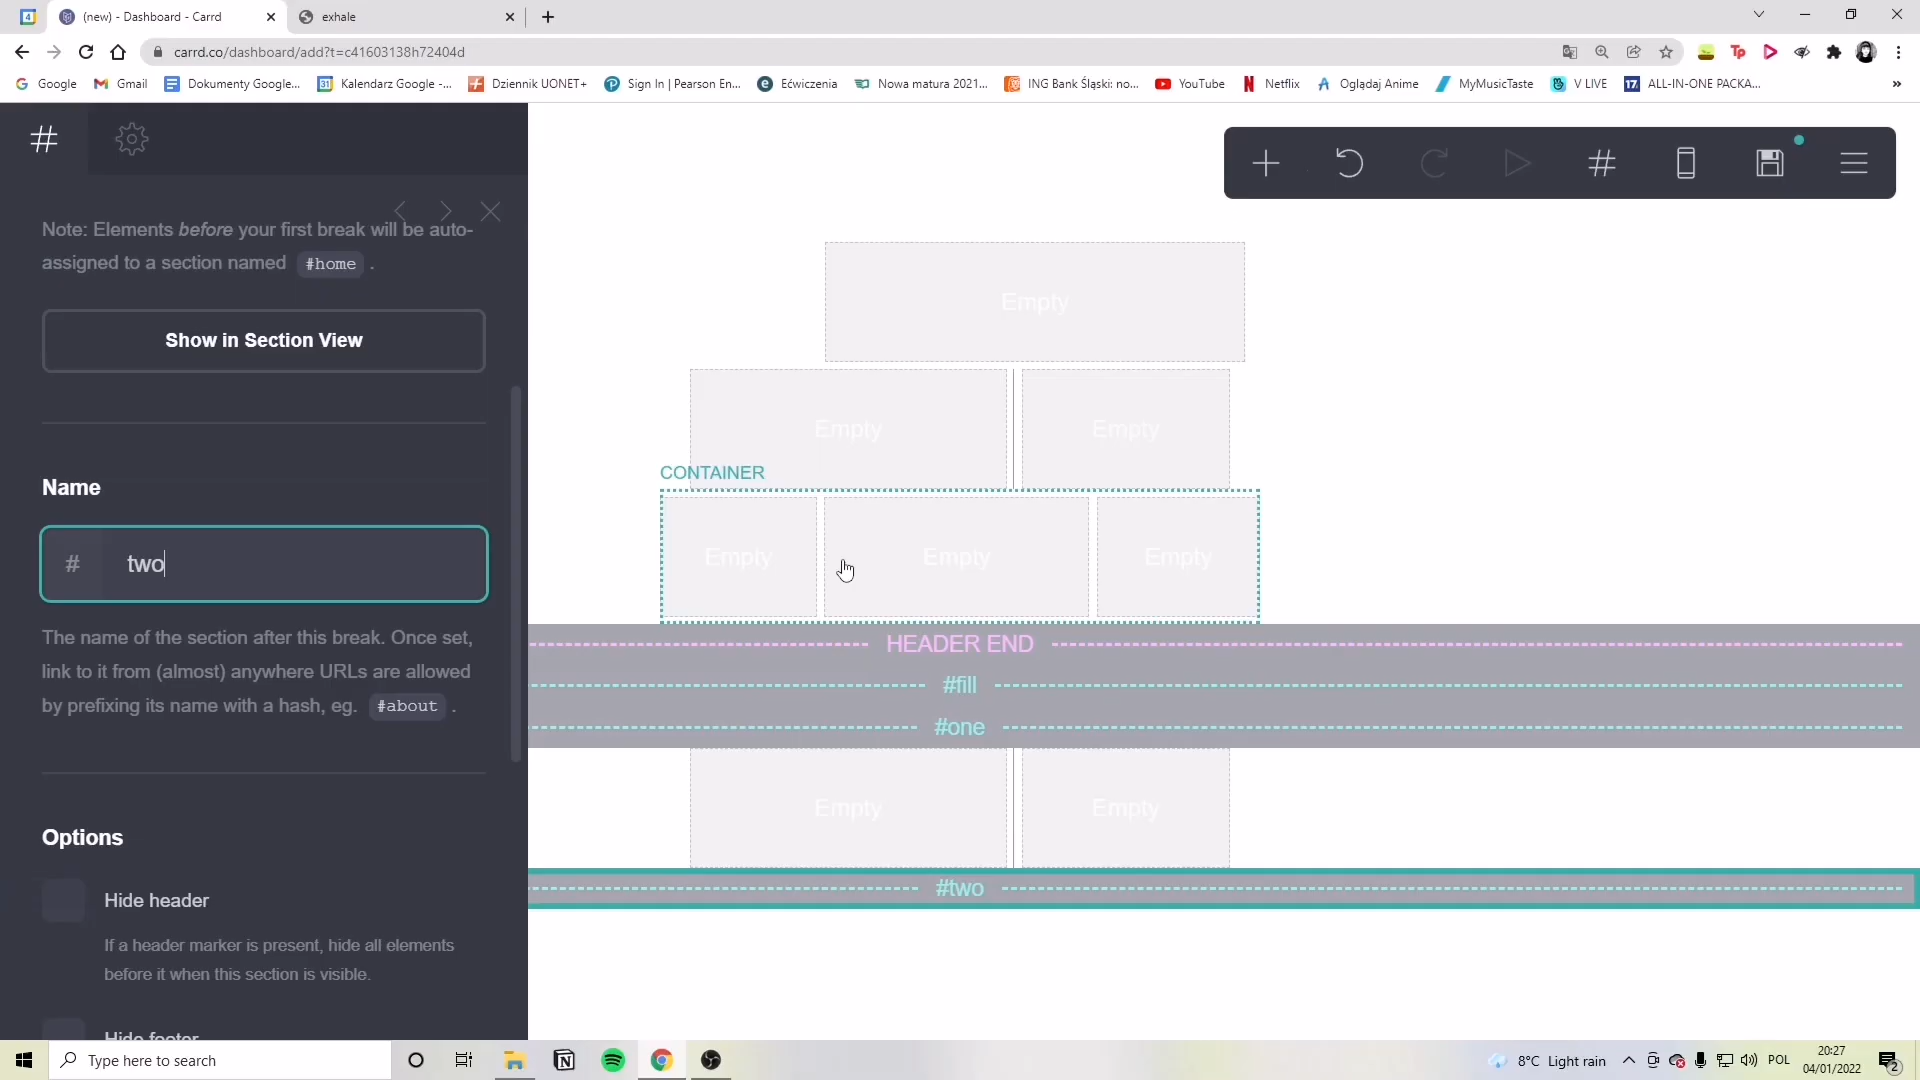 4
(new) - Dashboard - Carrd
exhale
carrd.co/dashboard/add?t=c41603138h72404d
Tp
G Google
Gmail
Dokumenty Google...
31 Kalendarz Google -...
Dziennik UONET+
Sign In | Pearson En...
e Ećwiczenia
Nowa matura 2021...
ING Bank Śląski: no...
YouTube
Netflix
Oglądaj Anime
MyMusicTaste
V LIVE
17 ALL-IN-ONE PACKA...
»
#
Note: Elements before your first break will be auto-
assigned to a section named #home .
Show in Section View
Name
# two
The name of the section after this break. Once set,
link to it from (almost) anywhere URLs are allowed
by prefixing its name with a hash, eg. #about .
Options
Hide header
If a header marker is present, hide all elements
before it when this section is visible.
Hide footer
#
Empty
Empty Empty
CONTAINER
Empty Empty Empty
HEADER END
#fill
#one
Empty Empty
#two
Type here to search
8°C Light rain
POL
20:27
04/01/2022
2